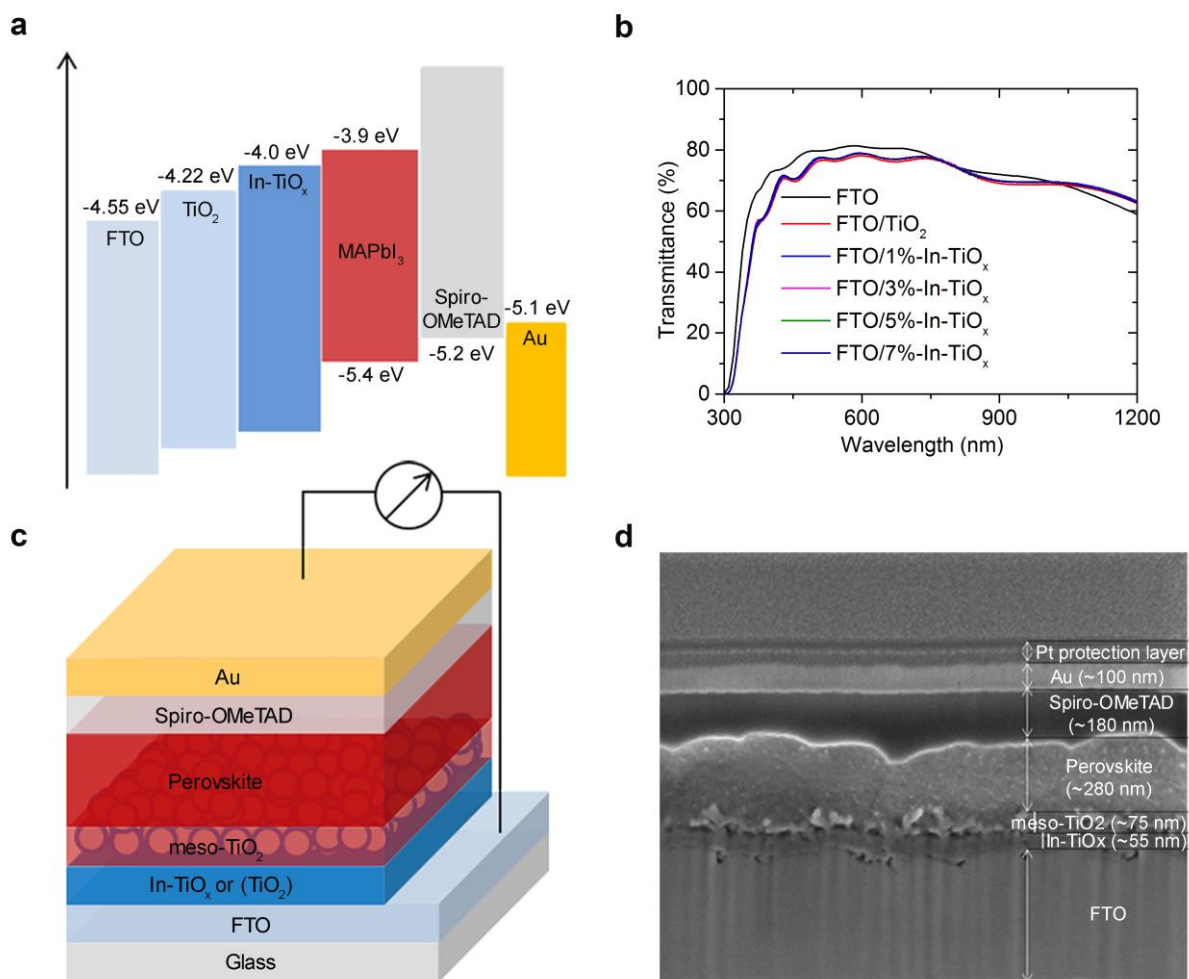 a
-4.55 eV
FTO
-4.22 eV
TiO₂
-4.0 eV
In-TiOₓ
-3.9 eV
MAPbI₃
-5.4 eV
Spiro-
OMeTAD
-5.2 eV
-5.1 eV
Au
b
Transmittance (%)
100
80
60
40
20
0
FTO
FTO/TiO₂
FTO/1%-In-TiOₓ
FTO/3%-In-TiOₓ
FTO/5%-In-TiOₓ
FTO/7%-In-TiOₓ
300 600 900 1200
Wavelength (nm)
c
Au
Spiro-OMeTAD
Perovskite
meso-TiO₂
In-TiOₓ or (TiO₂)
FTO
Glass
d
Pt protection layer
Au (~100 nm)
Spiro-OMeTAD
(~180 nm)
Perovskite
(~280 nm)
meso-TiO2 (~75 nm)
In-TiOx (~55 nm)
FTO